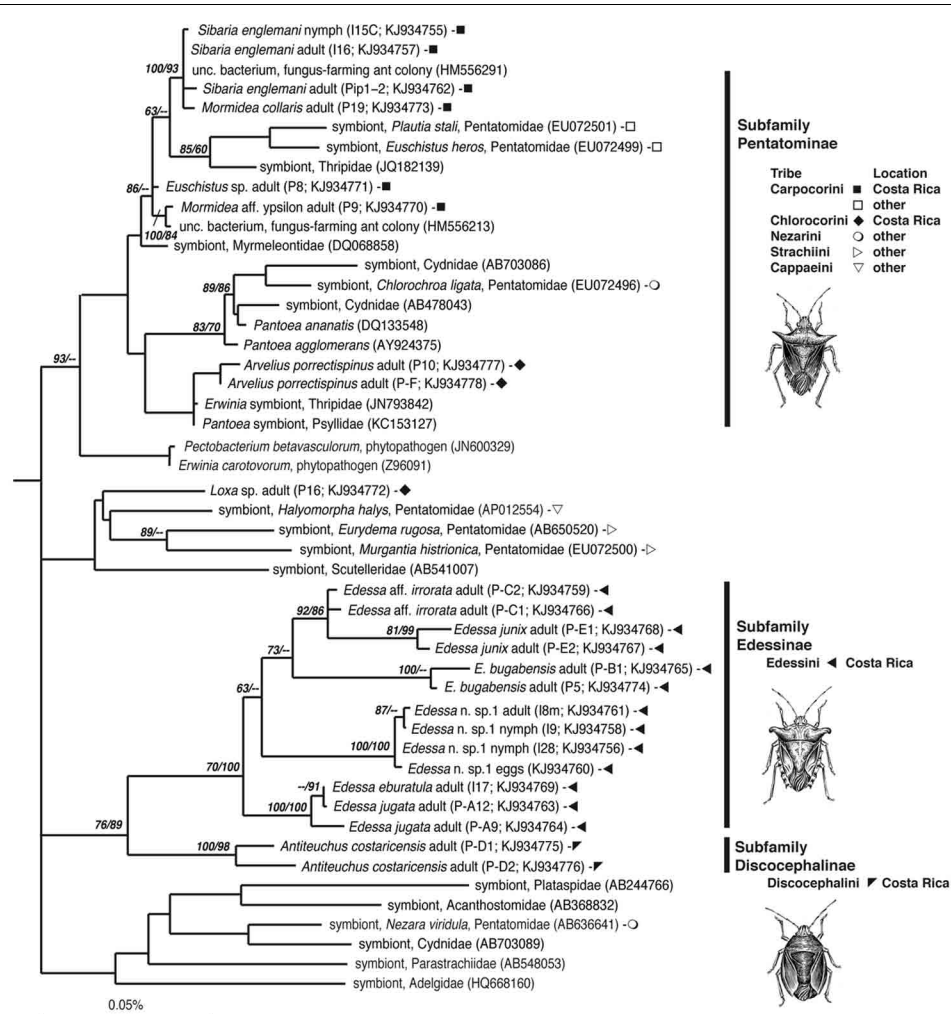 Sibaria englemani nymph (I15C; KJ934755) -■
Sibaria englemani adult (I16; KJ934757) -■
100/93
unc. bacterium, fungus-farming ant colony (HM556291)
Sibaria englemani adult (Pip1-2; KJ934762) -■
63/--
Mormidea collaris adult (P19; KJ934773) -■
symbiont, Plautia stali, Pentatomidae (EU072501) -□
85/60
symbiont, Euschistus heros, Pentatomidae (EU072499) -□
symbiont, Thripidae (JQ182139)
86/--
Euschistus sp. adult (P8; KJ934771) -■
Mormidea aff. ypsilon adult (P9; KJ934770) -■
unc. bacterium, fungus-farming ant colony (HM556213)
100/84
symbiont, Myrmeleontidae (DQ068858)
symbiont, Cydnidae (AB703086)
89/86
symbiont, Chlorochroa ligata, Pentatomidae (EU072496) -○
symbiont, Cydnidae (AB478043)
83/70
Pantoea ananatis (DQ133548)
Pantoea agglomerans (AY924375)
93/--
Arvelius porrectispinus adult (P10; KJ934777) -◆
Arvelius porrectispinus adult (P-F; KJ934778) -◆
Erwinia symbiont, Thripidae (JN793842)
Pantoea symbiont, Psyllidae (KC153127)
Pectobacterium betavasculorum, phytopathogen (JN600329)
Erwinia carotovorum, phytopathogen (Z96091)
Loxa sp. adult (P16; KJ934772) -◆
symbiont, Halyomorpha halys, Pentatomidae (AP012554) -▽
89/--
symbiont, Eurydema rugosa, Pentatomidae (AB650520) -▷
symbiont, Murgantia histrionica, Pentatomidae (EU072500) -▷
symbiont, Scutelleridae (AB541007)
Edessa aff. irrorata adult (P-C2; KJ934759) -◀
92/86
Edessa aff. irrorata adult (P-C1; KJ934766) -◀
81/99
Edessa junix adult (P-E1; KJ934768) -◀
Edessa junix adult (P-E2; KJ934767) -◀
73/--
100/--
E. bugabensis adult (P-B1; KJ934765) -◀
E. bugabensis adult (P5; KJ934774) -◀
63/--
87/--
Edessa n. sp.1 adult (I8m; KJ934761) -◀
Edessa n. sp.1 nymph (I9; KJ934758) -◀
100/100
Edessa n. sp.1 nymph (I28; KJ934756) -◀
Edessa n. sp.1 eggs (KJ934760) -◀
70/100
--/91
Edessa eburatula adult (I17; KJ934769) -◀
100/100
Edessa jugata adult (P-A12; KJ934763) -◀
Edessa jugata adult (P-A9; KJ934764) -◀
76/89
100/98
Antiteuchus costaricensis adult (P-D1; KJ934775) -◤
Antiteuchus costaricensis adult (P-D2; KJ934776) -◤
symbiont, Plataspidae (AB244766)
symbiont, Acanthostomidae (AB368832)
symbiont, Nezara viridula, Pentatomidae (AB636641) -○
symbiont, Cydnidae (AB703089)
symbiont, Parastrachiidae (AB548053)
symbiont, Adelgidae (HQ668160)
0.05%
Subfamily
Pentatominae
Tribe Location
Carpocorini ■ Costa Rica
□ other
Chlorocorini ◆ Costa Rica
Nezarini ○ other
Strachiini ▷ other
Cappaeini ▽ other
Subfamily
Edessinae
Edessini ◀ Costa Rica
Subfamily
Discocephalinae
Discocephalini ◤ Costa Rica